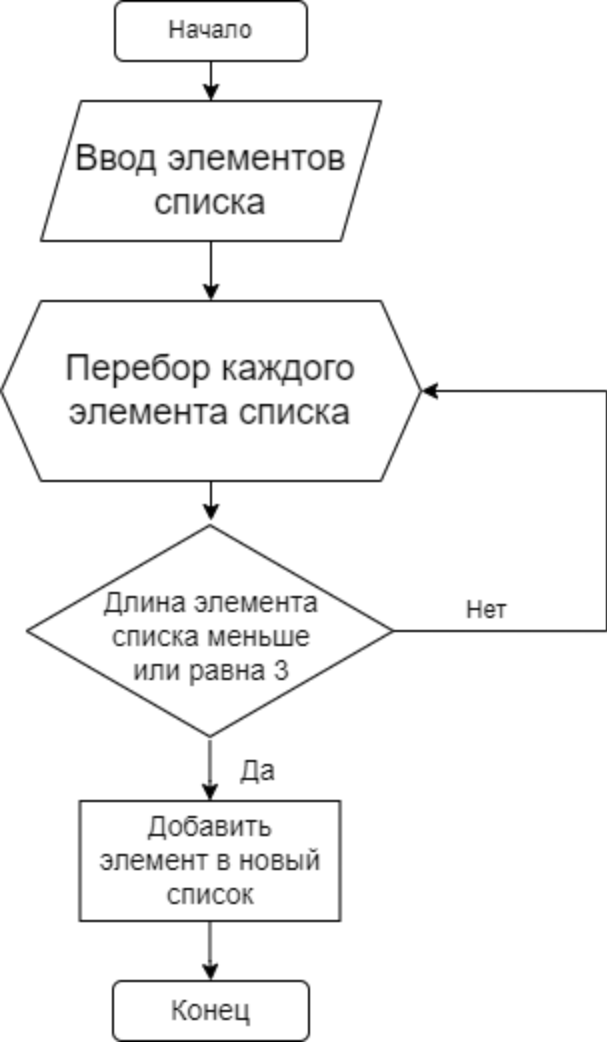 Начало
Ввод элементов
списка
Перебор каждого
элемента списка
Длина элемента
списка меньше
или равна 3
Нет
Да
Добавить
элемент в новый
список
Конец